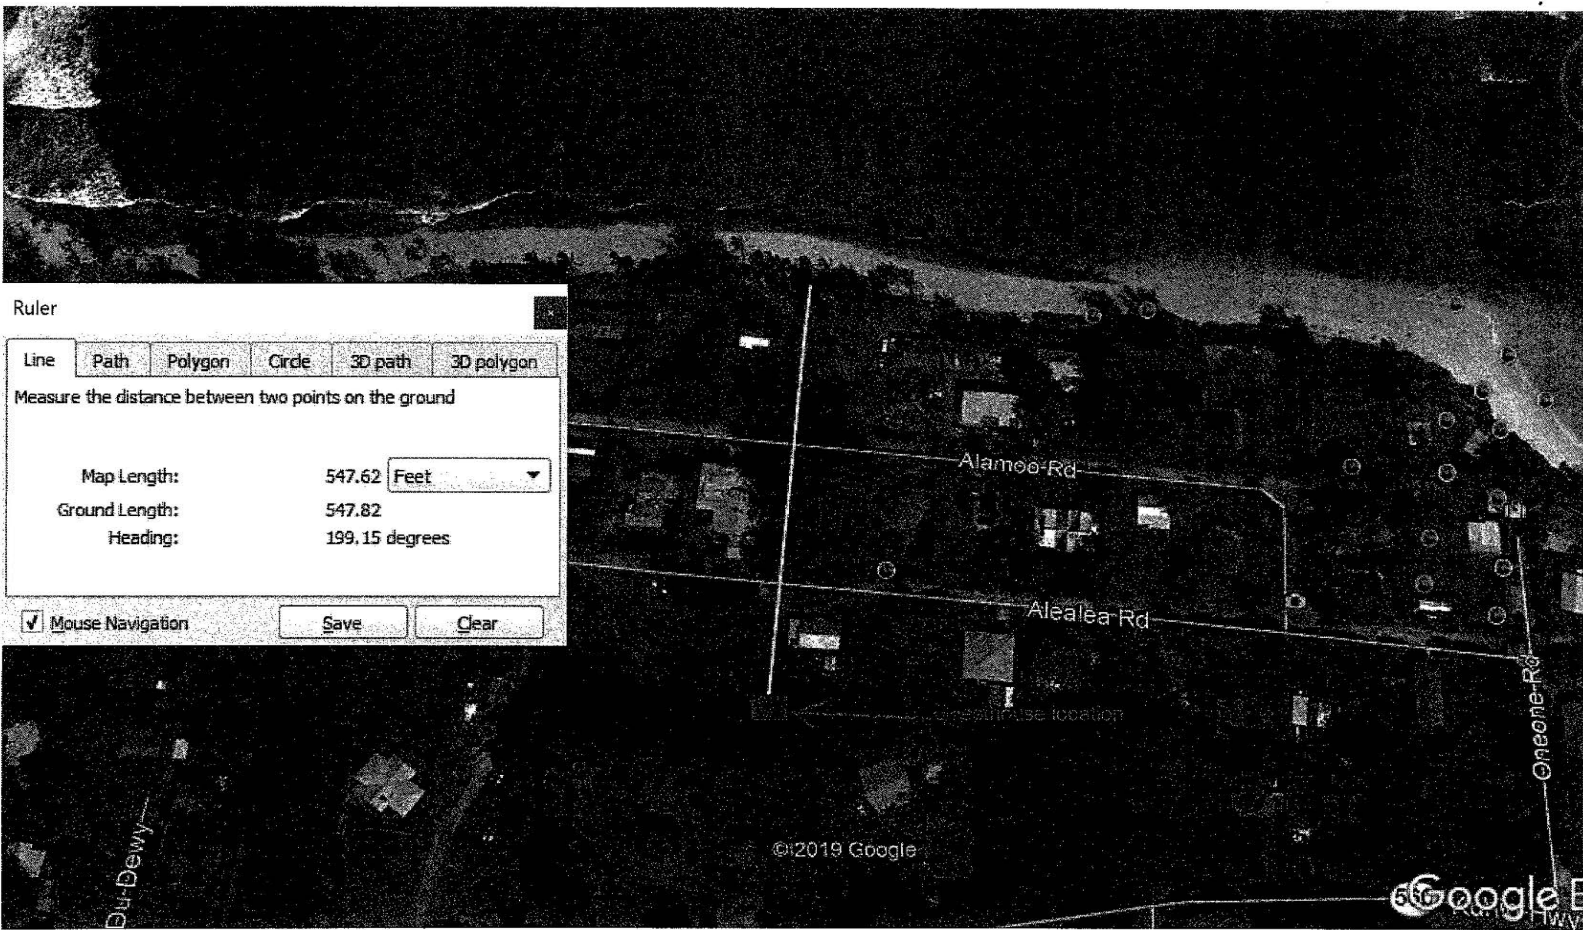 Ruler
Line Path Polygon Circle 3D path 3D polygon
Measure the distance between two points on the ground
Map Length: 547.62 Feet
Ground Length: 547.82
Heading: 199.15 degrees
Mouse Navigation Save Clear
Alamoo Rd
Alealea Rd
location
Oneone Rd
©2019 Google
Du-Dewy
Google E
Hwy